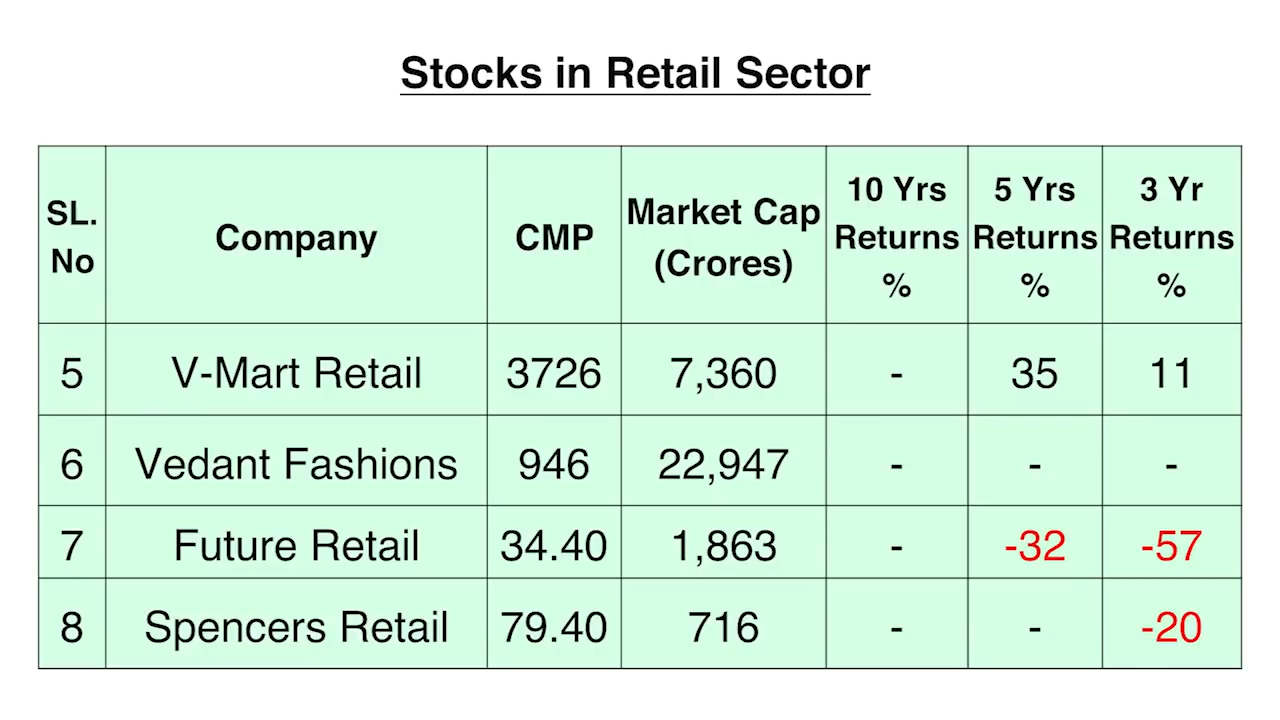 Stocks in Retail Sector
SL. No Company CMP Market Cap (Crores) 10 Yrs Returns % 5 Yrs Returns % 3 Yr Returns %
5 V-Mart Retail 3726 7,360 - 35 11
6 Vedant Fashions 946 22,947 - - -
7 Future Retail 34.40 1,863 - -32 -57
8 Spencers Retail 79.40 716 - - -20